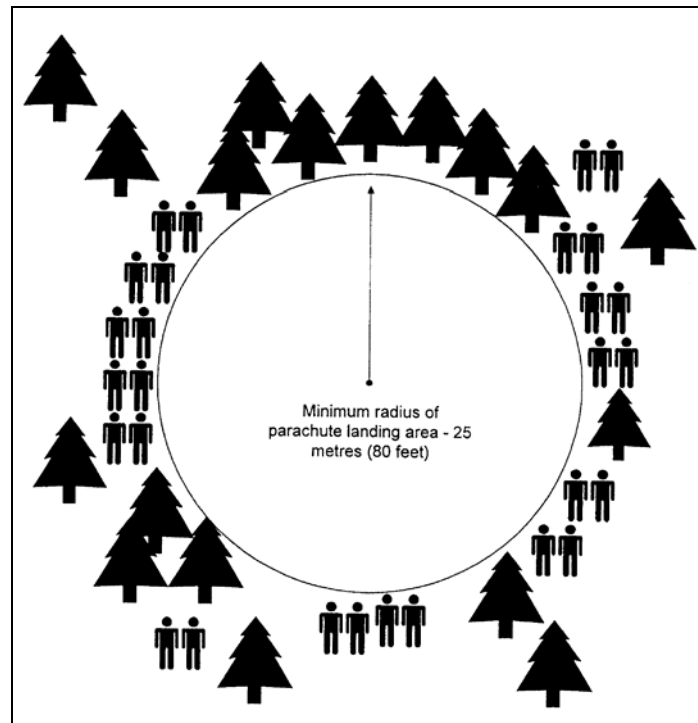 Minimum radius of
parachute landing area - 25
metres (80 feet)